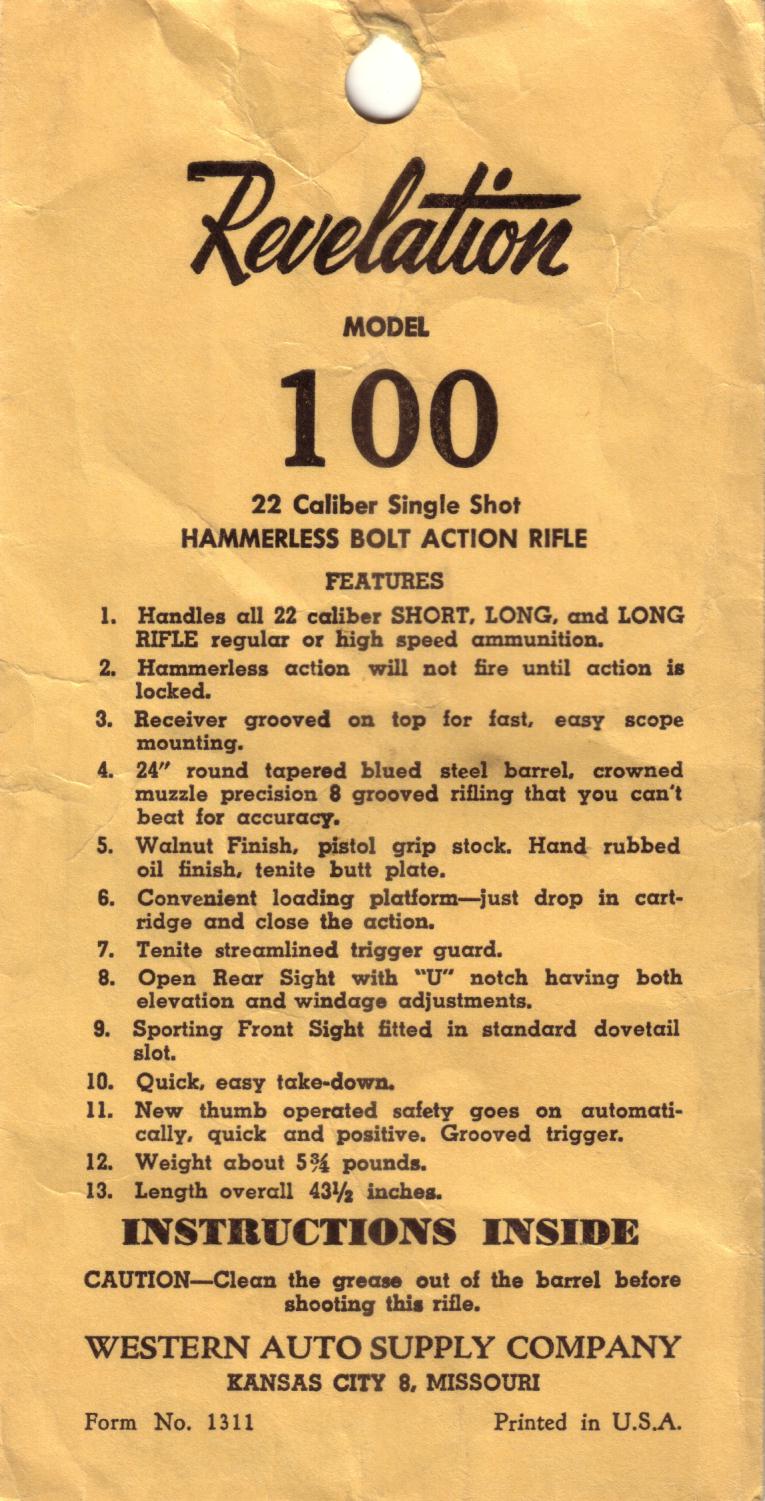 Revelation
MODEL
100
22 Caliber Single Shot
HAMMERLESS BOLT ACTION RIFLE
FEATURES
1. Handles all 22 caliber SHORT, LONG, and LONG
RIFLE regular or high speed ammunition.
2. Hammerless action will not fire until action is
locked.
3. Receiver grooved on top for fast, easy scope
mounting.
4. 24″ round tapered blued steel barrel, crowned
muzzle precision 8 grooved rifling that you can't
beat for accuracy.
5. Walnut Finish, pistol grip stock. Hand rubbed
oil finish, tenite butt plate.
6. Convenient loading platform—just drop in cart-
ridge and close the action.
7. Tenite streamlined trigger guard.
8. Open Rear Sight with "U" notch having both
elevation and windage adjustments.
9. Sporting Front Sight fitted in standard dovetail
slot.
10. Quick, easy take-down.
11. New thumb operated safety goes on automati-
cally, quick and positive. Grooved trigger.
12. Weight about 5¾ pounds.
13. Length overall 43½ inches.
INSTRUCTIONS INSIDE
CAUTION—Clean the grease out of the barrel before
shooting this rifle.
WESTERN AUTO SUPPLY COMPANY
KANSAS CITY 8, MISSOURI
Form No. 1311 Printed in U.S.A.